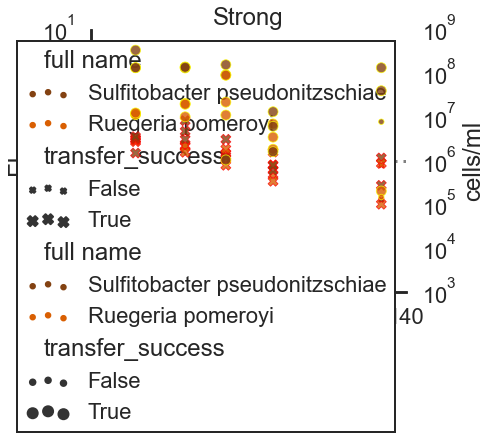 Strong
10¹
10⁹
full name
10⁸
Sulfitobacter pseudonitzschiae
10⁷
Ruegeria pomeroyi
transfer_success
10⁶
False
10⁵
True
10⁴
full name
Sulfitobacter pseudonitzschiae
10³
Ruegeria pomeroyi
40
transfer_success
False
True
cells/ml